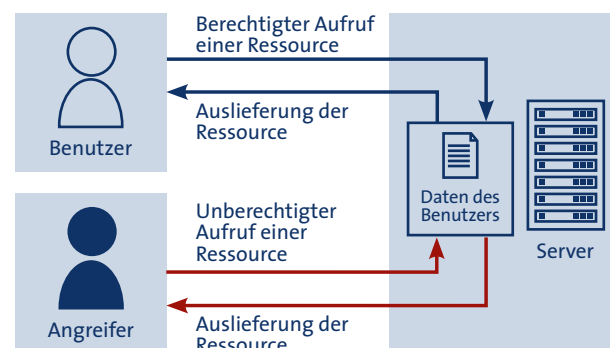 Berechtigter Aufruf
einer Ressource
Auslieferung der
Ressource
Benutzer
Daten des
Benutzers
Server
Unberechtigter
Aufruf einer
Ressource
Angreifer
Auslieferung der
Ressource